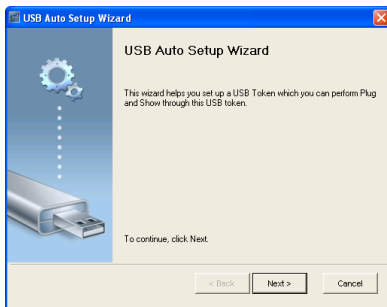 USB Auto Setup Wizard
USB Auto Setup Wizard
This wizard helps you set up a USB Token which you can perform Plug
and Show through this USB token.
To continue, click Next.
< Back
Next >
Cancel